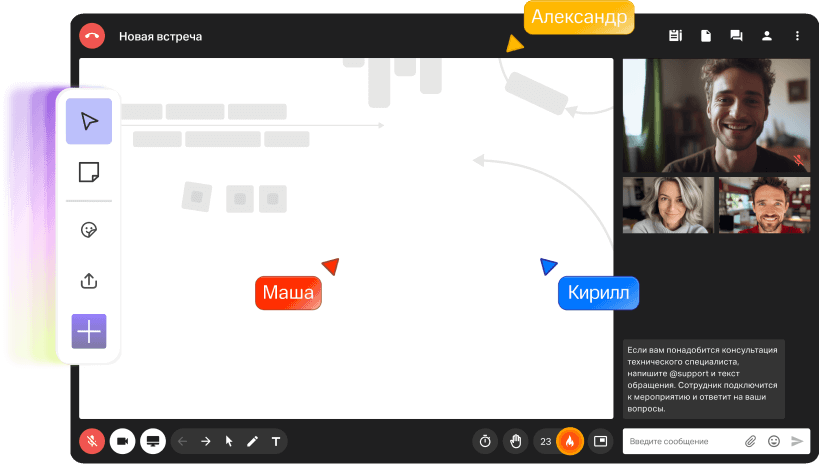 Александр
Новая встреча
Маша
Кирилл
Если вам понадобится консультация
технического специалиста,
напишите @support и текст
обращения. Сотрудник подключится
к мероприятию и ответит на ваши
вопросы.
T
23
Введите сообщение